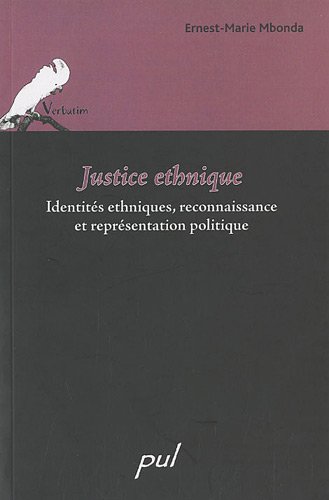 Ernest-Marie Mbonda
Verbatim
Justice ethnique
Identités ethniques, reconnaissance
et représentation politique
pul